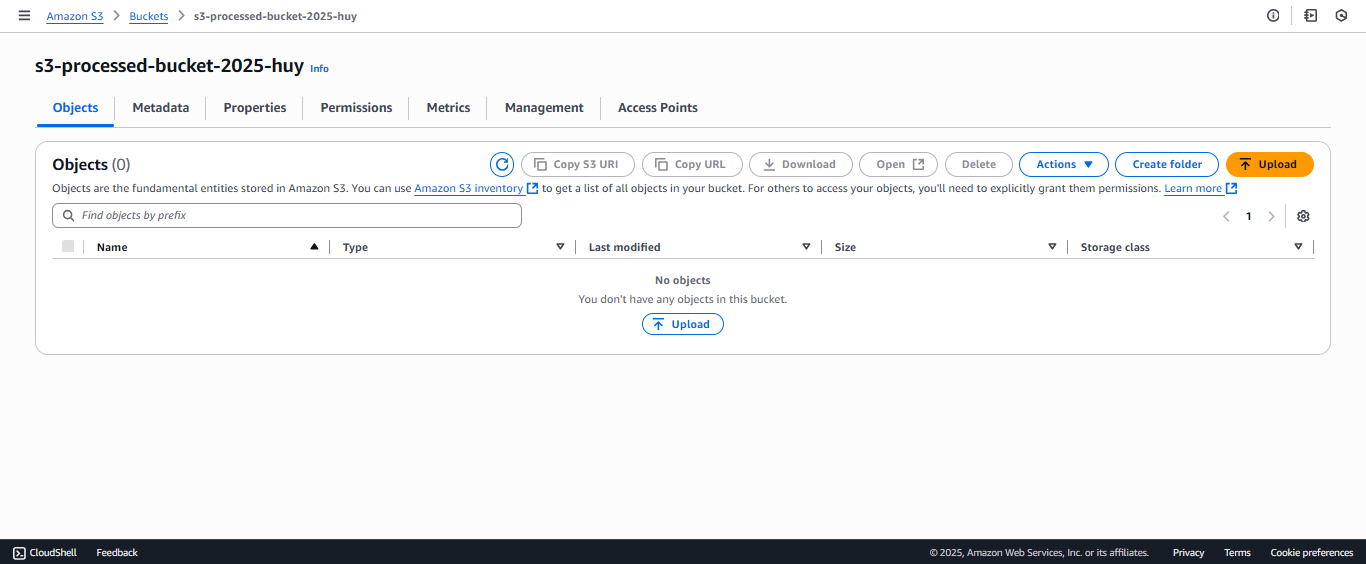 Amazon S3 > Buckets > s3-processed-bucket-2025-huy
s3-processed-bucket-2025-huy Info
Objects Metadata Properties Permissions Metrics Management Access Points
Objects (0) Copy S3 URI Copy URL Download Open Delete Actions Create folder Upload
Objects are the fundamental entities stored in Amazon S3. You can use Amazon S3 inventory to get a list of all objects in your bucket. For others to access your objects, you'll need to explicitly grant them permissions. Learn more
Find objects by prefix 1
Name Type Last modified Size Storage class
No objects
You don't have any objects in this bucket.
Upload
CloudShell Feedback © 2025, Amazon Web Services, Inc. or its affiliates. Privacy Terms Cookie preferences